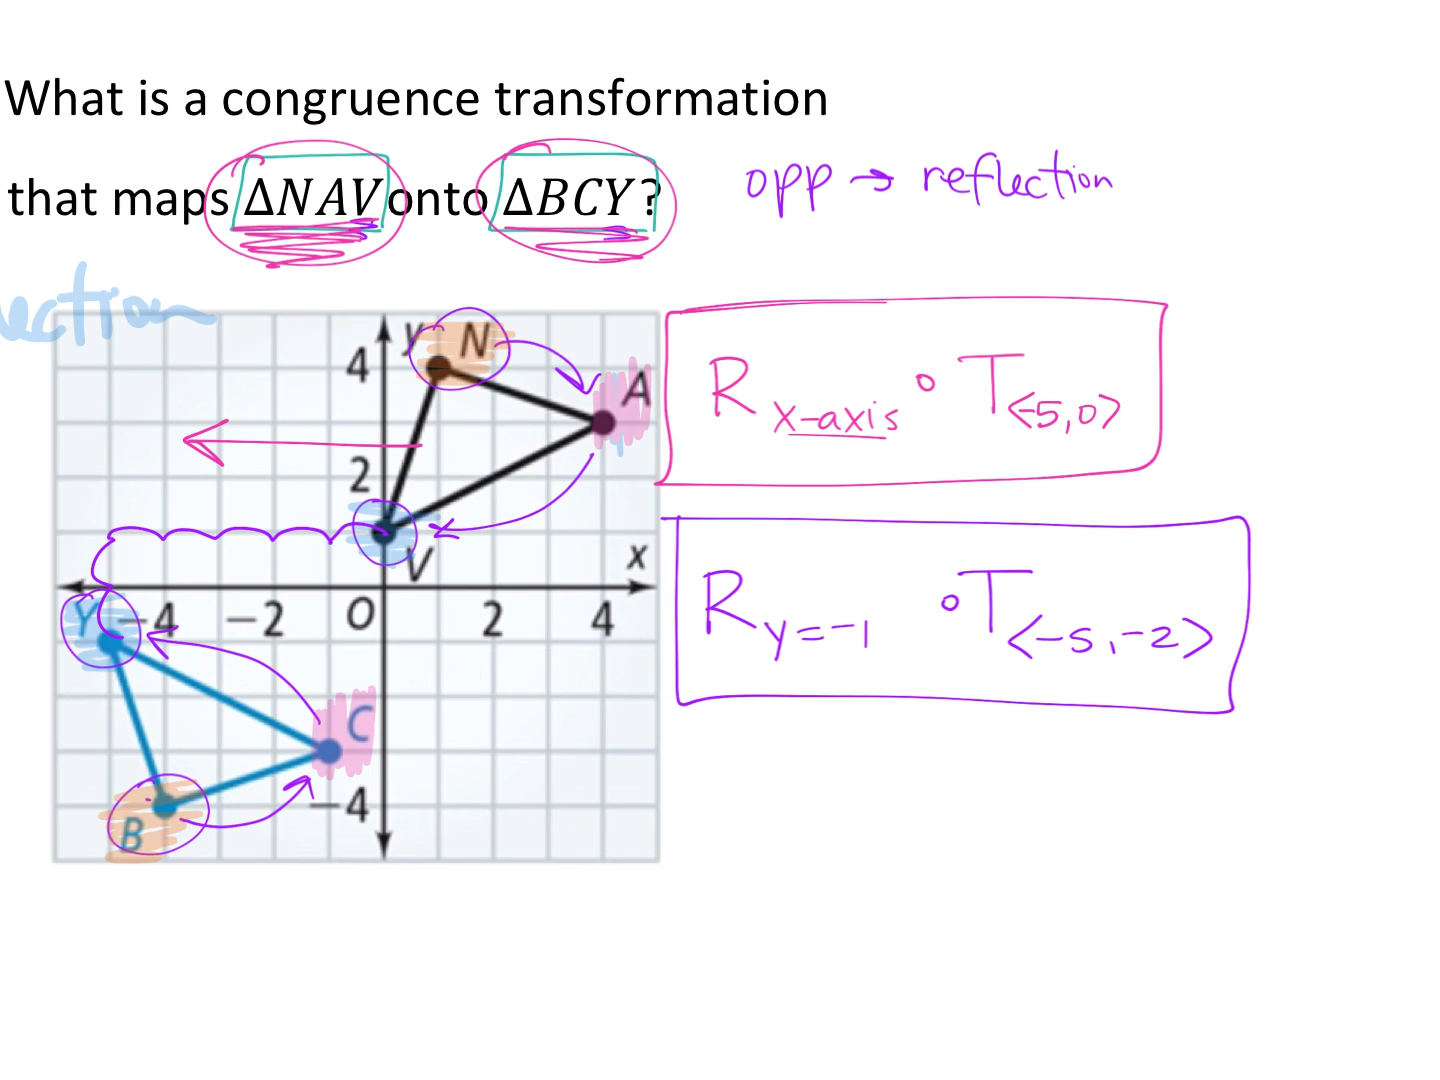 What is a congruence transformation
that maps ΔNAV onto ΔBCY?
opp → reflection
ection
y N
4
A
2
V
x
Y -4 -2 O 2 4
C
-4
B
R x-axis ∘ T <-5,0>
R y=-1 ∘ T <-5,-2>